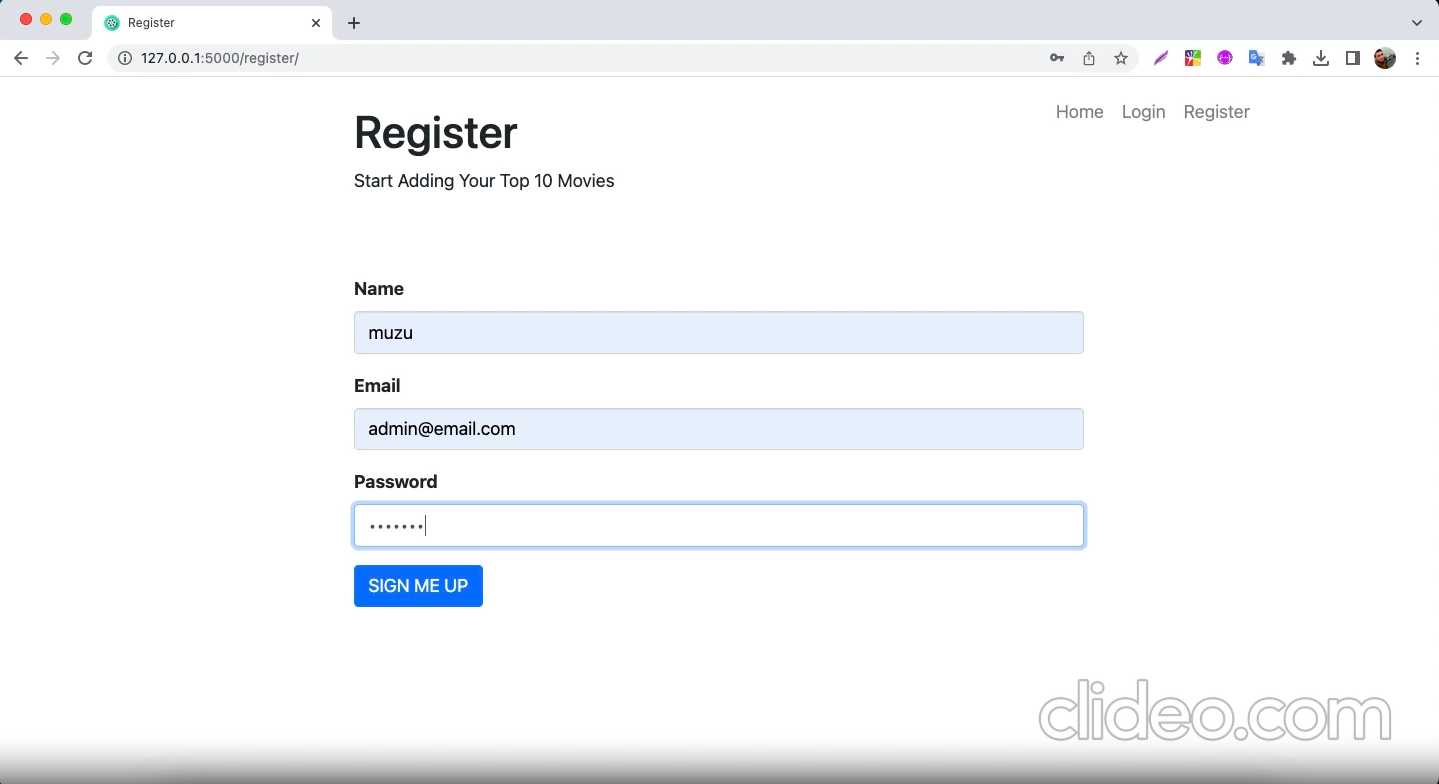 Register
127.0.0.1:5000/register/
Home Login Register
Register
Start Adding Your Top 10 Movies
Name
muzu
Email
admin@email.com
Password
•••••••
SIGN ME UP
clideo.com